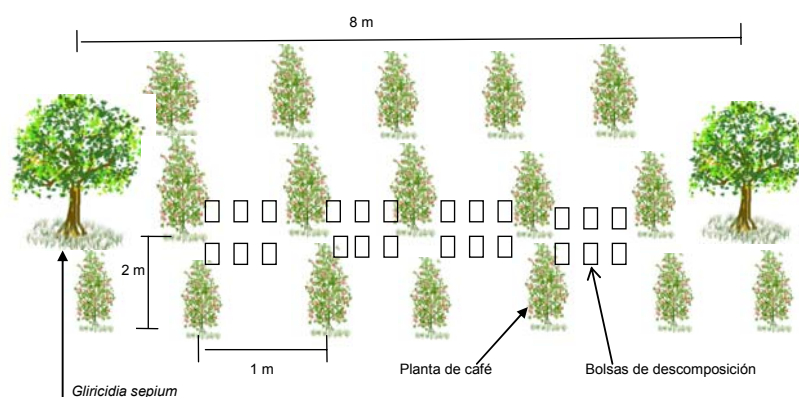 8 m
2 m
1 m
Planta de café
Bolsas de descomposición
Gliricidia sepium